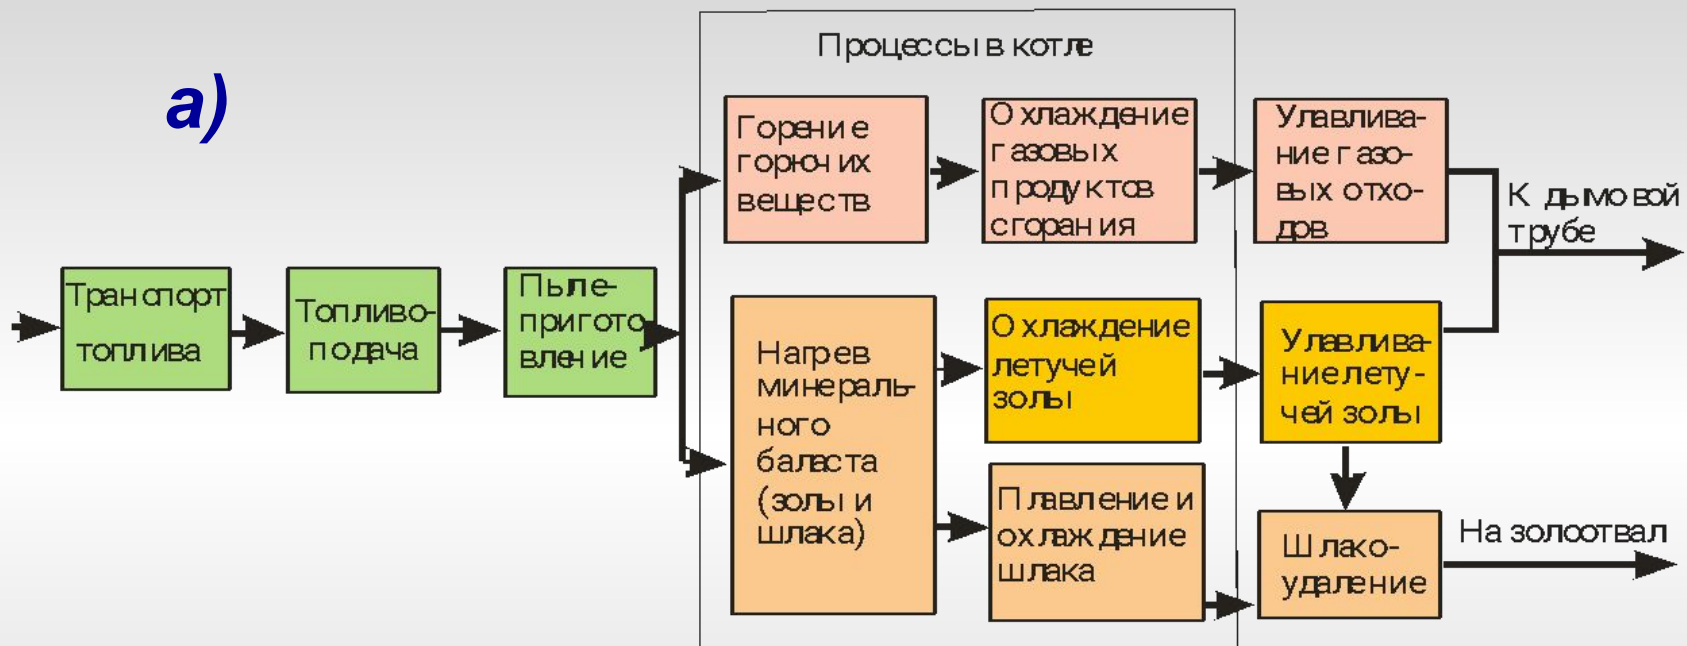 Процессы в котле
а)
Транспорт
топлива
Топливо-
подача
Пыле-
пригото
вление
Горение
горючих
веществ
Охлаждение
газовых
продуктов
сгорания
Улавлива-
ние газо-
вых отхо-
дов
К дымовой
трубе
Нагрев
минераль-
ного
баласта
(золы и
шлака)
Охлаждение
летучей
золы
Улавлива-
ние лету-
чей золы
Плавление и
охлаждение
шлака
Шлако-
удаление
На золоотвал